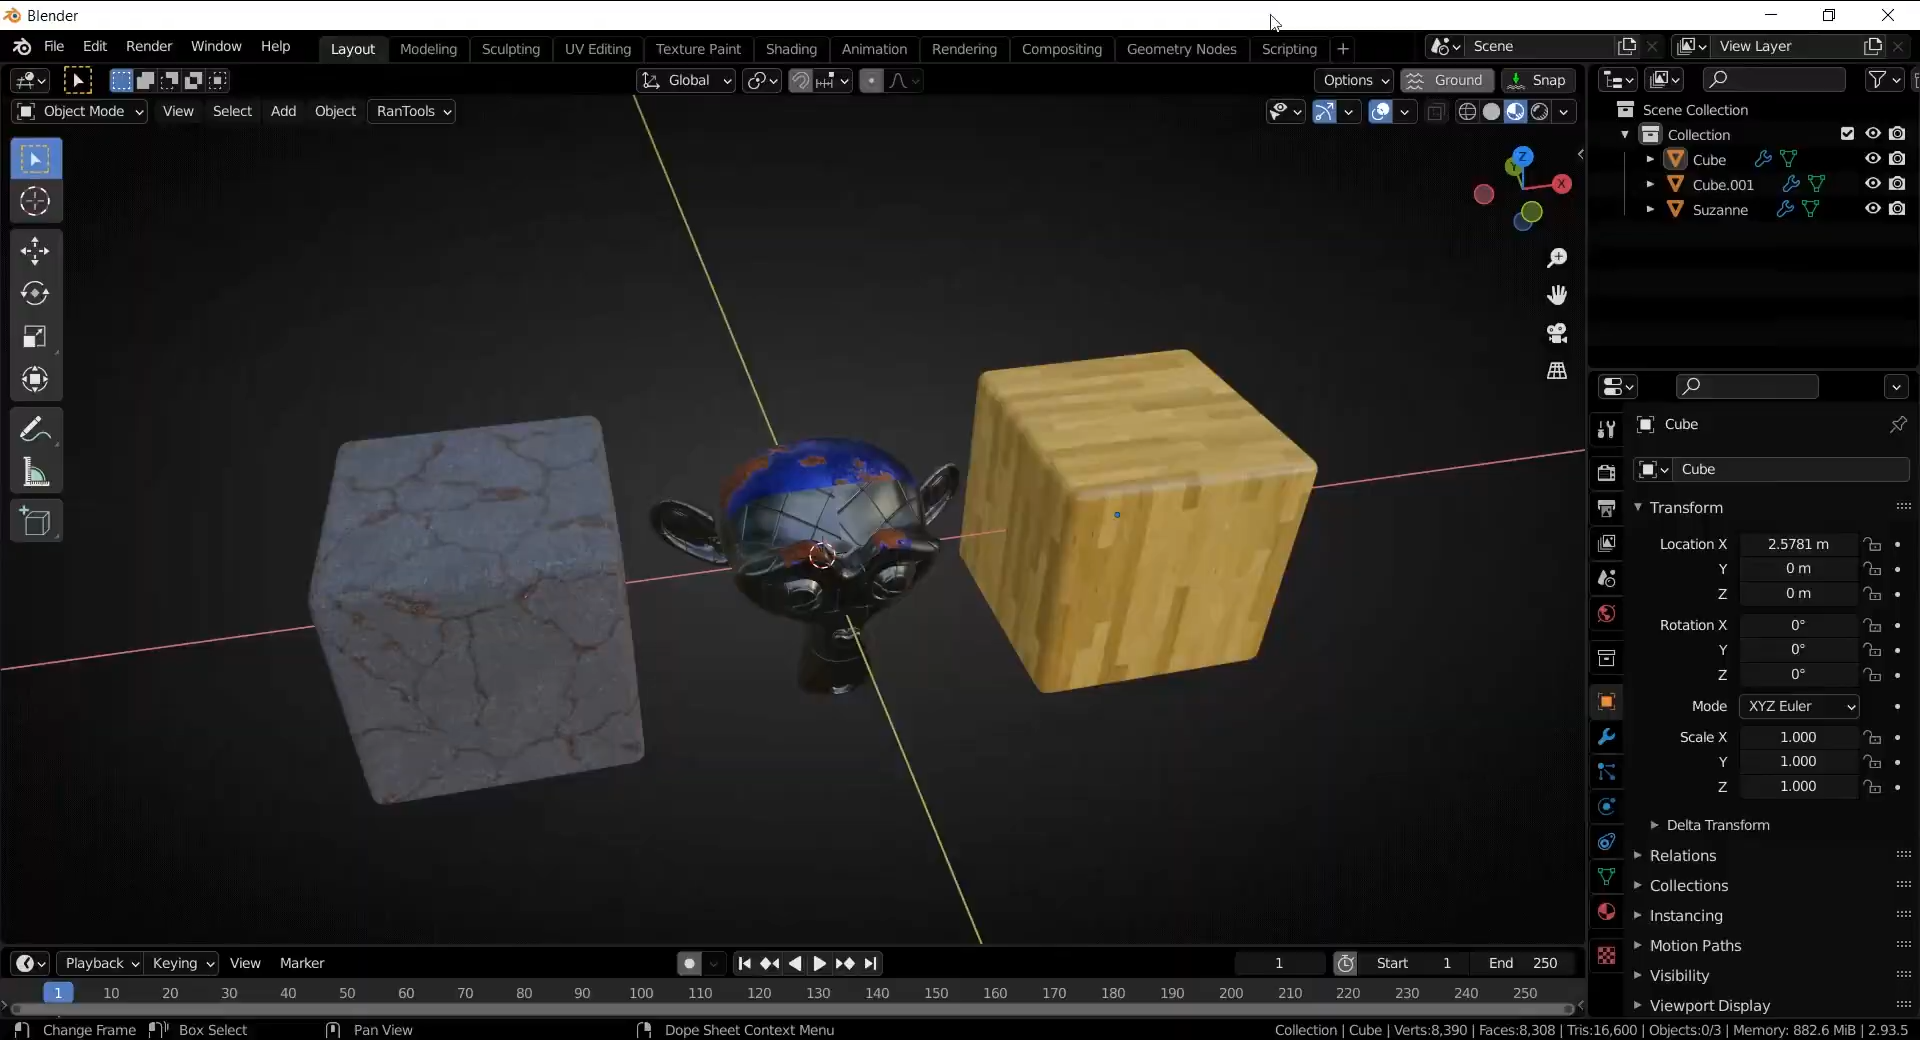 Blender
File Edit Render Window Help Layout Modeling Sculpting UV Editing Texture Paint Shading Animation Rendering Compositing Geometry Nodes Scripting + Scene View Layer
Global Options Ground Snap
Object Mode View Select Add Object RanTools
Z
Y
X
Scene Collection
Collection
Cube
Cube.001
Suzanne
Cube
Cube
Transform
Location X 2.5781 m
Y 0 m
Z 0 m
Rotation X 0°
Y 0°
Z 0°
Mode XYZ Euler
Scale X 1.000
Y 1.000
Z 1.000
Delta Transform
Relations
Collections
Instancing
Motion Paths
Visibility
Viewport Display
Playback Keying View Marker 1 Start 1 End 250
1 10 20 30 40 50 60 70 80 90 100 110 120 130 140 150 160 170 180 190 200 210 220 230 240 250
Change Frame Box Select Pan View Dope Sheet Context Menu Collection | Cube | Verts:8,390 | Faces:8,308 | Tris:16,600 | Objects:0/3 | Memory: 882.6 MiB | 2.93.5